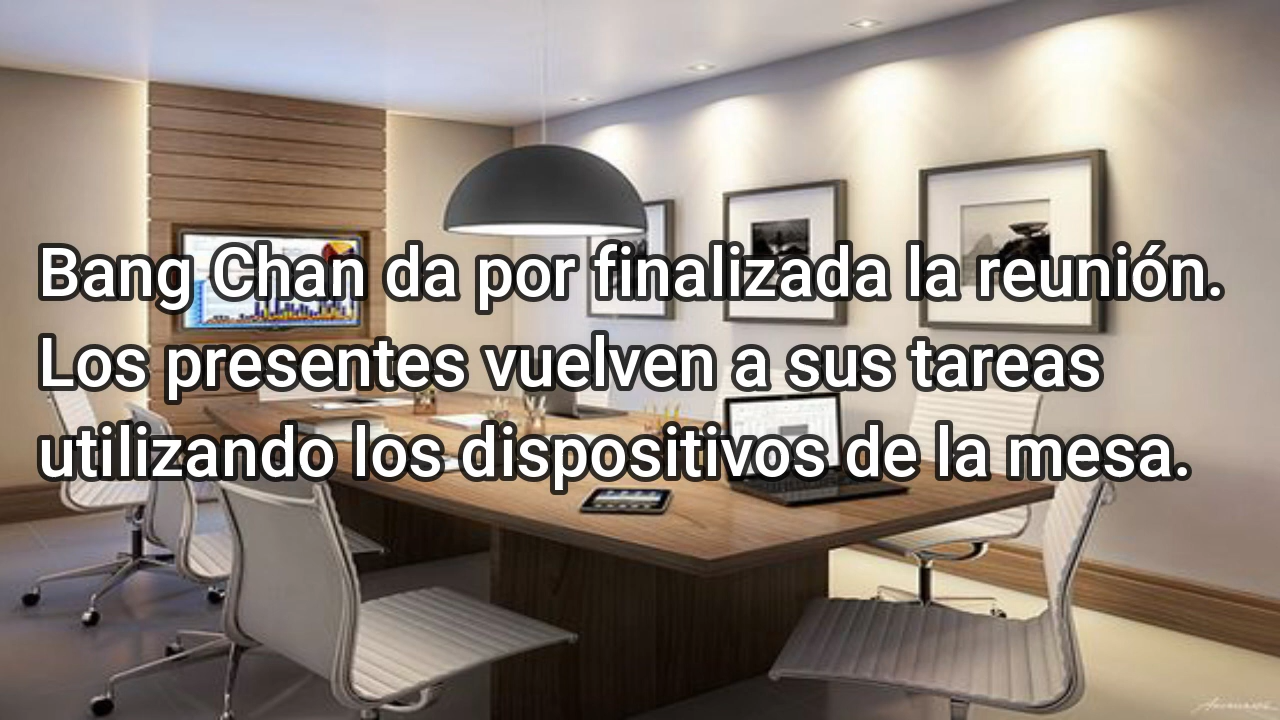 Bang Chan da por finalizada la reunión.
Los presentes vuelven a sus tareas
utilizando los dispositivos de la mesa.